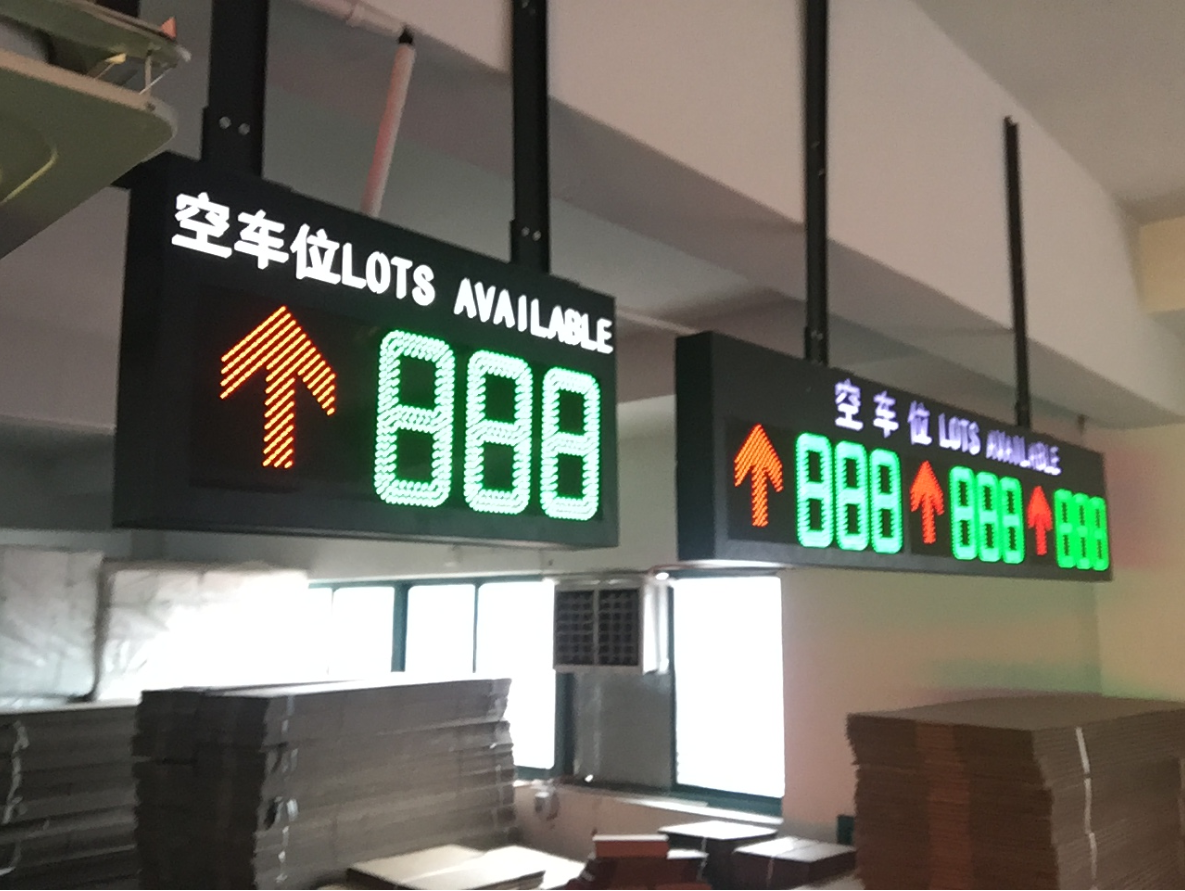 空车位LOTS AVAILABLE
↑ 888
空车位 LOTS AVAILABLE
↑ 888 ↑ 888 ↑ 888